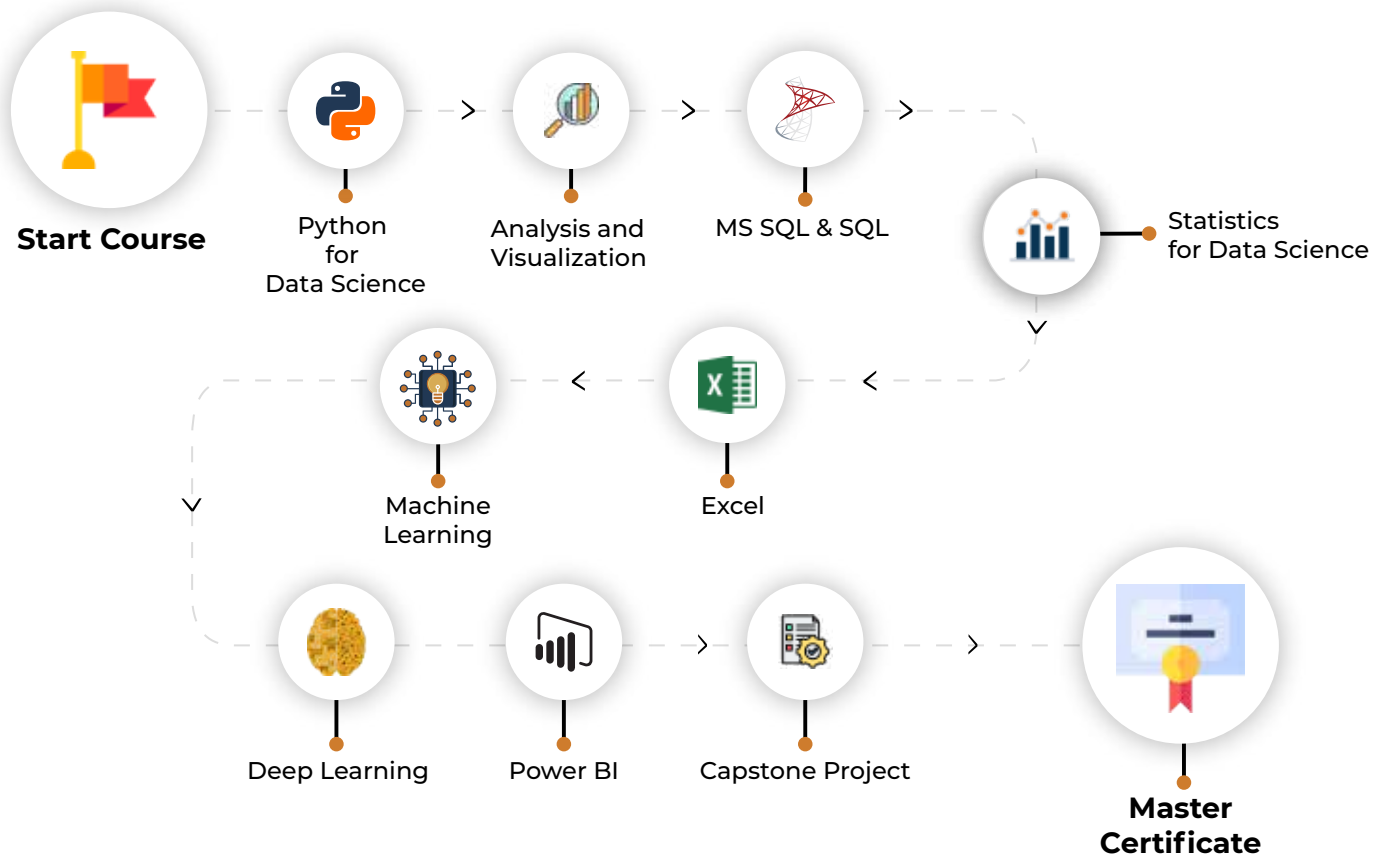 Start Course
Python
for
Data Science
Analysis and
Visualization
MS SQL & SQL
Statistics
for Data Science
X
Excel
Machine
Learning
Deep Learning
Power BI
Capstone Project
Master
Certificate